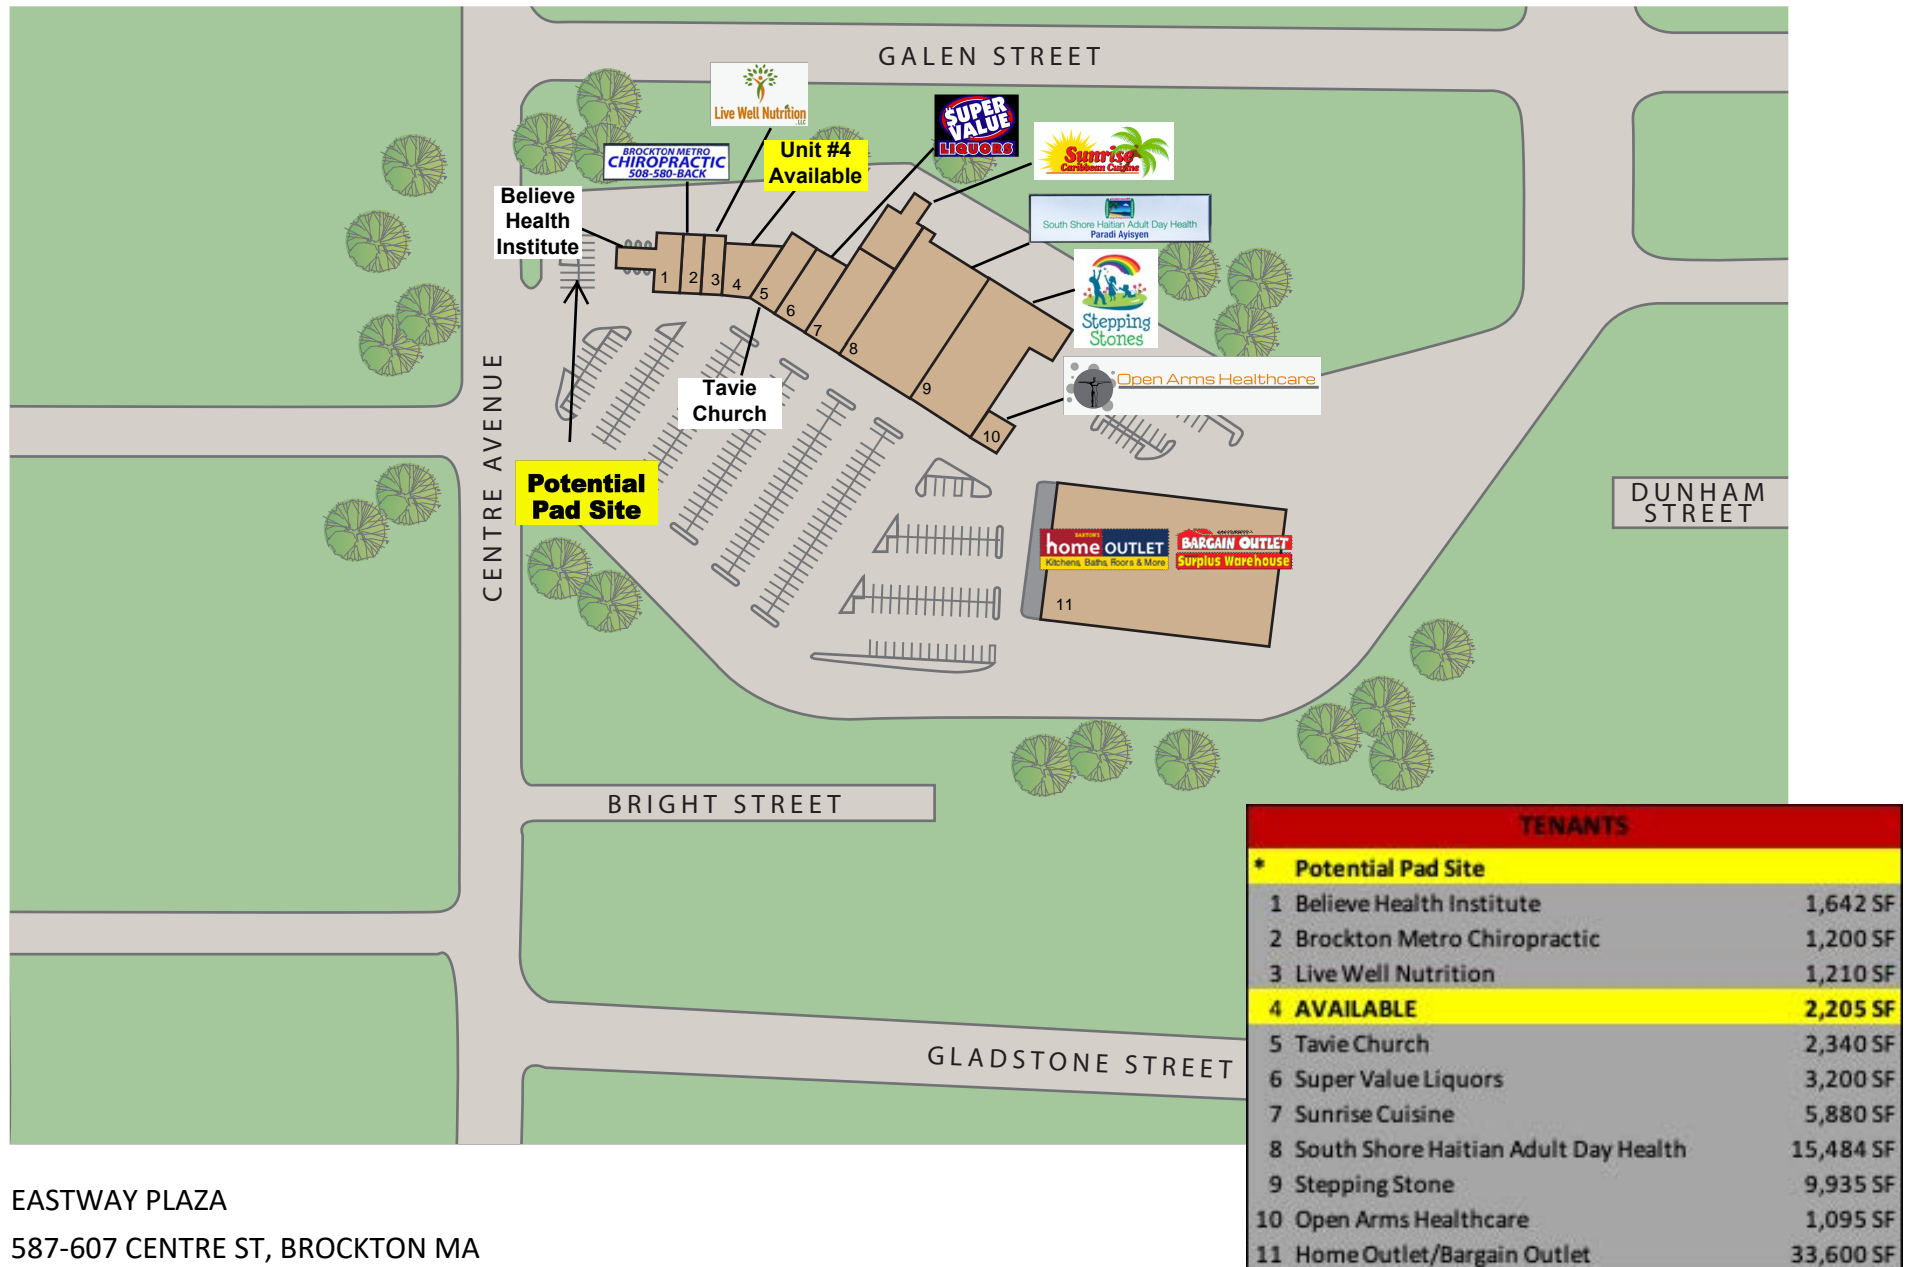 GALEN STREET
Live Well Nutrition
LLC
SUPER
VALUE
LIQUORS
BROCKTON METRO
CHIROPRACTIC
508-580-BACK
Unit #4
Available
Sunrise
Caribbean Cuisine
Believe
Health
Institute
South Shore Haitian Adult Day Health
Paradi Ayisyen
1
2
3
4
5
6
7
8
9
10
Stepping
Stones
Open Arms Healthcare
Tavie
Church
CENTRE AVENUE
Potential
Pad Site
DUNHAM
STREET
BARTON'S
home OUTLET
Kitchens, Baths, Floors & More
BARGAIN OUTLET
Surplus Warehouse
11
BRIGHT STREET
GLADSTONE STREET
TENANTS
* Potential Pad Site
1 Believe Health Institute 1,642 SF
2 Brockton Metro Chiropractic 1,200 SF
3 Live Well Nutrition 1,210 SF
4 AVAILABLE 2,205 SF
5 Tavie Church 2,340 SF
6 Super Value Liquors 3,200 SF
7 Sunrise Cuisine 5,880 SF
8 South Shore Haitian Adult Day Health 15,484 SF
9 Stepping Stone 9,935 SF
10 Open Arms Healthcare 1,095 SF
11 Home Outlet/Bargain Outlet 33,600 SF
EASTWAY PLAZA
587-607 CENTRE ST, BROCKTON MA